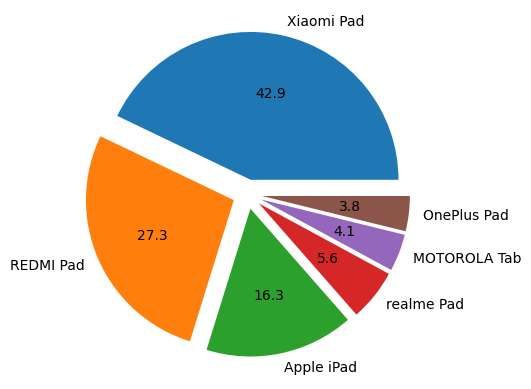 Xiaomi Pad
42.9
REDMI Pad
27.3
Apple iPad
16.3
realme Pad
5.6
MOTOROLA Tab
4.1
OnePlus Pad
3.8